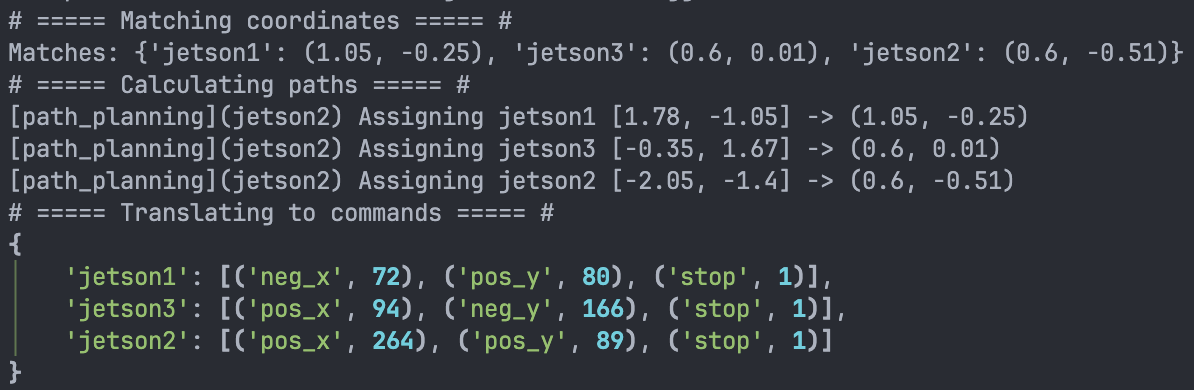 # ===== Matching coordinates ===== #
Matches: {'jetson1': (1.05, -0.25), 'jetson3': (0.6, 0.01), 'jetson2': (0.6, -0.51)}
# ===== Calculating paths ===== #
[path_planning](jetson2) Assigning jetson1 [1.78, -1.05] -> (1.05, -0.25)
[path_planning](jetson2) Assigning jetson3 [-0.35, 1.67] -> (0.6, 0.01)
[path_planning](jetson2) Assigning jetson2 [-2.05, -1.4] -> (0.6, -0.51)
# ===== Translating to commands ===== #
{
    'jetson1': [('neg_x', 72), ('pos_y', 80), ('stop', 1)],
    'jetson3': [('pos_x', 94), ('neg_y', 166), ('stop', 1)],
    'jetson2': [('pos_x', 264), ('pos_y', 89), ('stop', 1)]
}